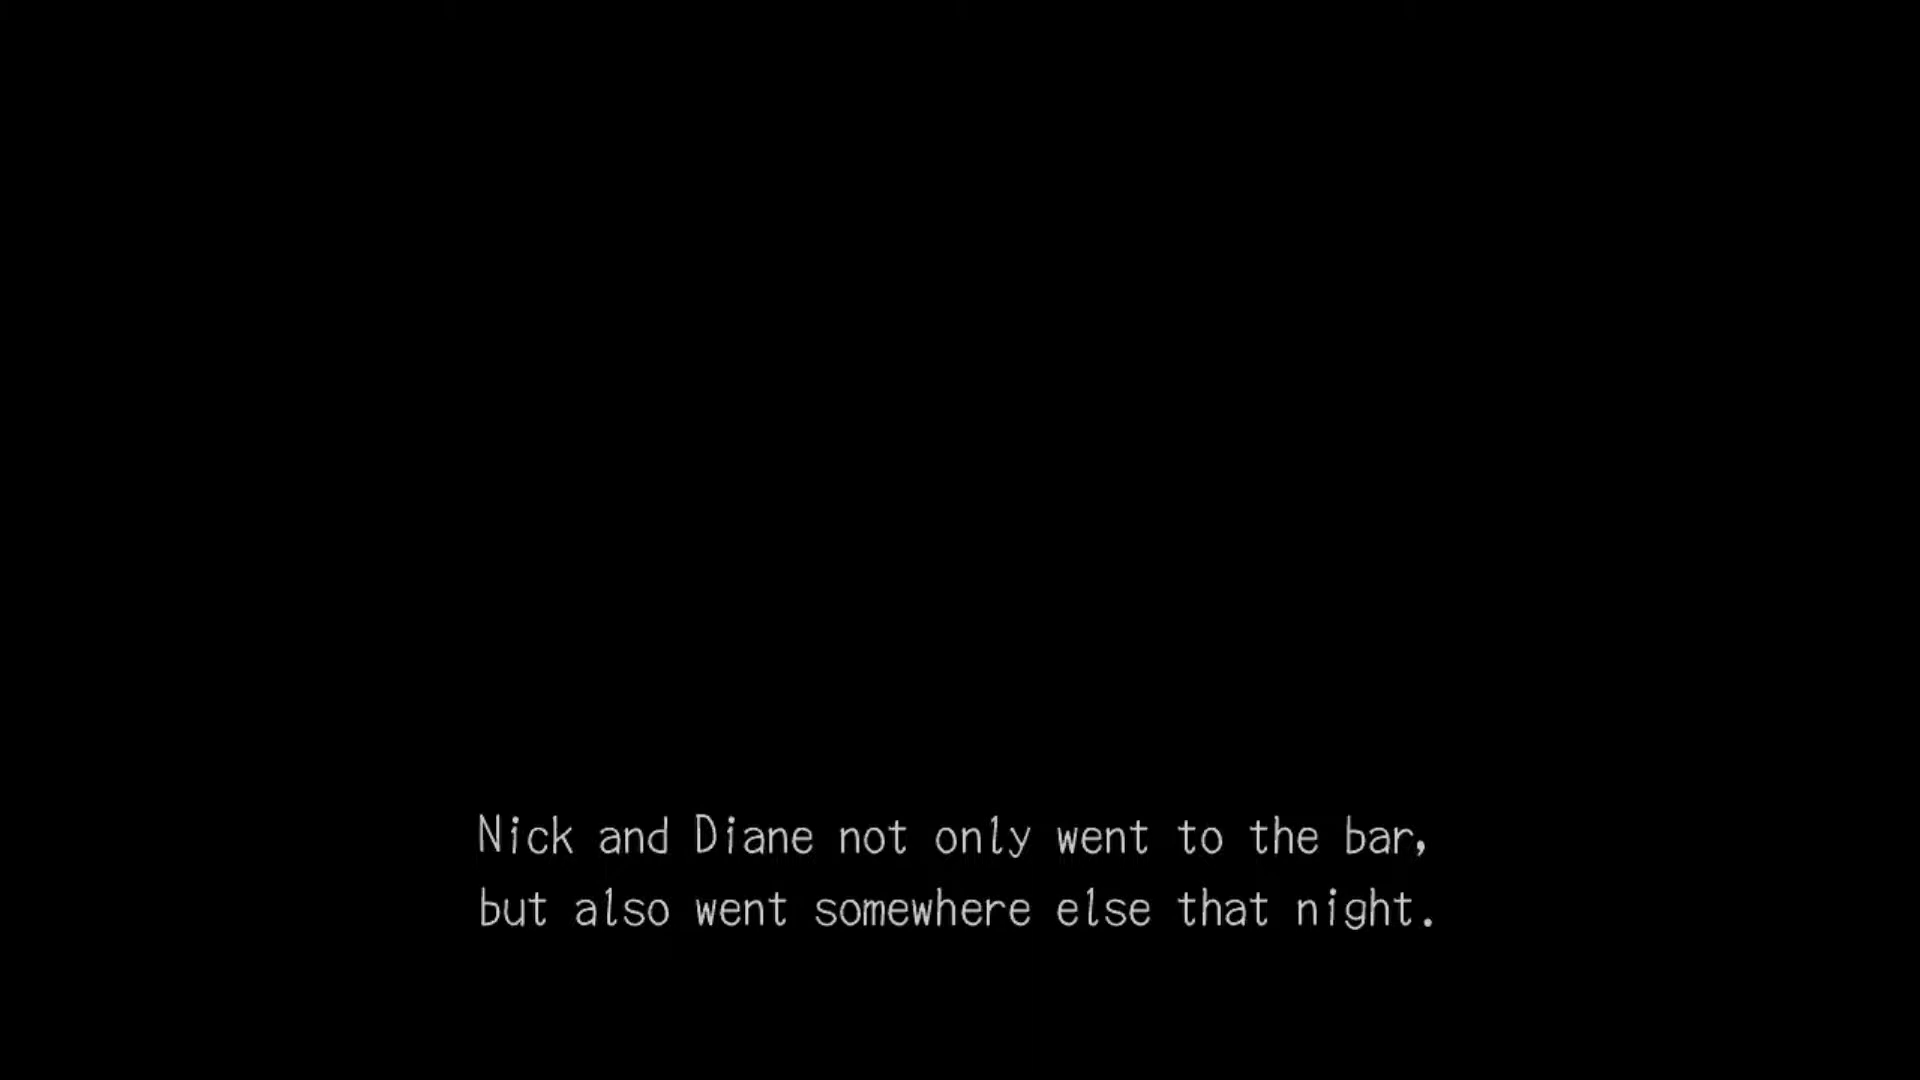 Nick and Diane not only went to the bar,
but also went somewhere else that night.